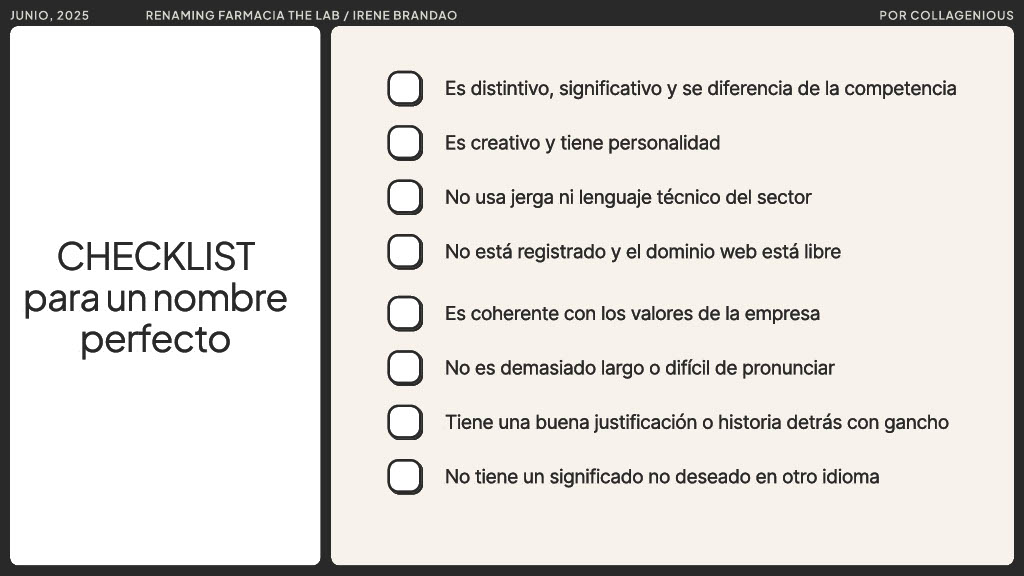 JUNIO, 2025
RENAMING FARMACIA THE LAB / IRENE BRANDAO
POR COLLAGENIOUS
CHECKLIST
para un nombre
perfecto
Es distintivo, significativo y se diferencia de la competencia
Es creativo y tiene personalidad
No usa jerga ni lenguaje técnico del sector
No está registrado y el dominio web está libre
Es coherente con los valores de la empresa
No es demasiado largo o difícil de pronunciar
Tiene una buena justificación o historia detrás con gancho
No tiene un significado no deseado en otro idioma